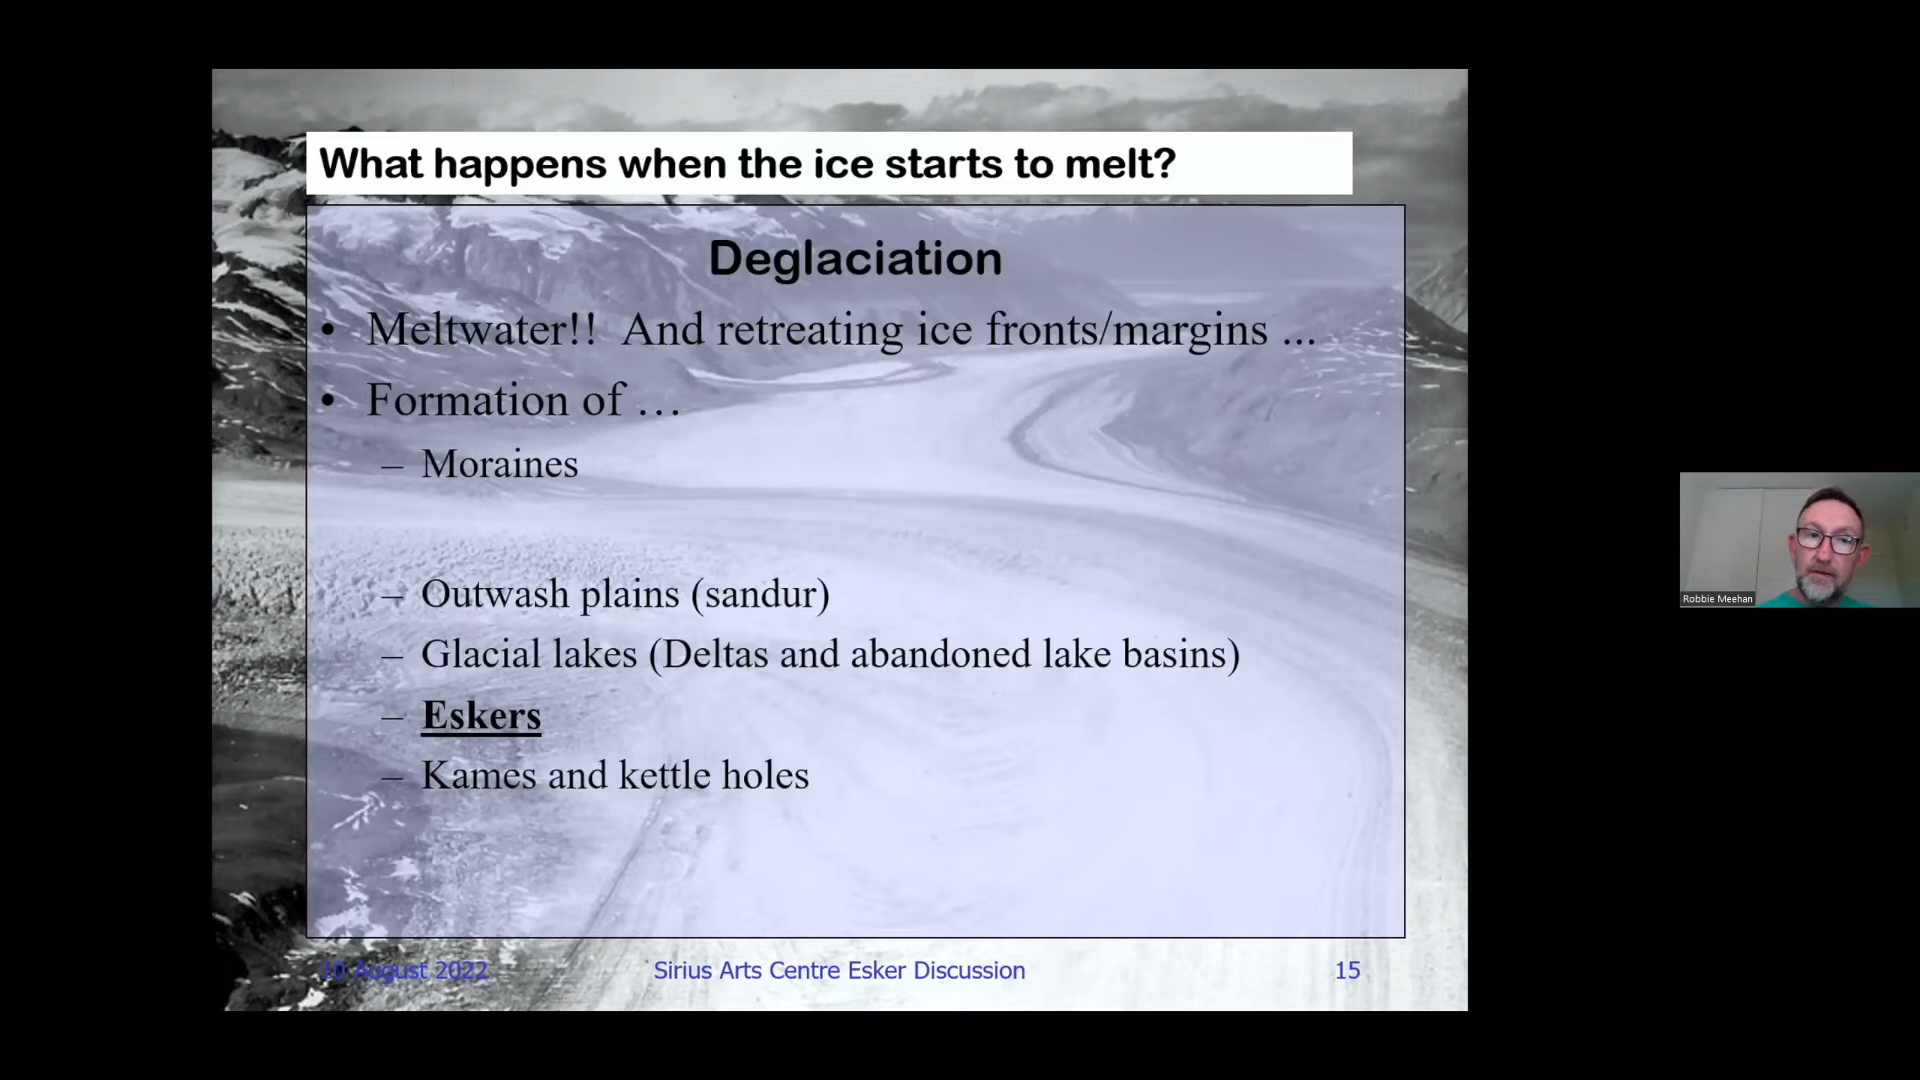 What happens when the ice starts to melt?
Deglaciation
• Meltwater!! And retreating ice fronts/margins ...
• Formation of …
– Moraines
– Outwash plains (sandur)
– Glacial lakes (Deltas and abandoned lake basins)
– Eskers
– Kames and kettle holes
10 August 2022
Sirius Arts Centre Esker Discussion
15
Robbie Meehan